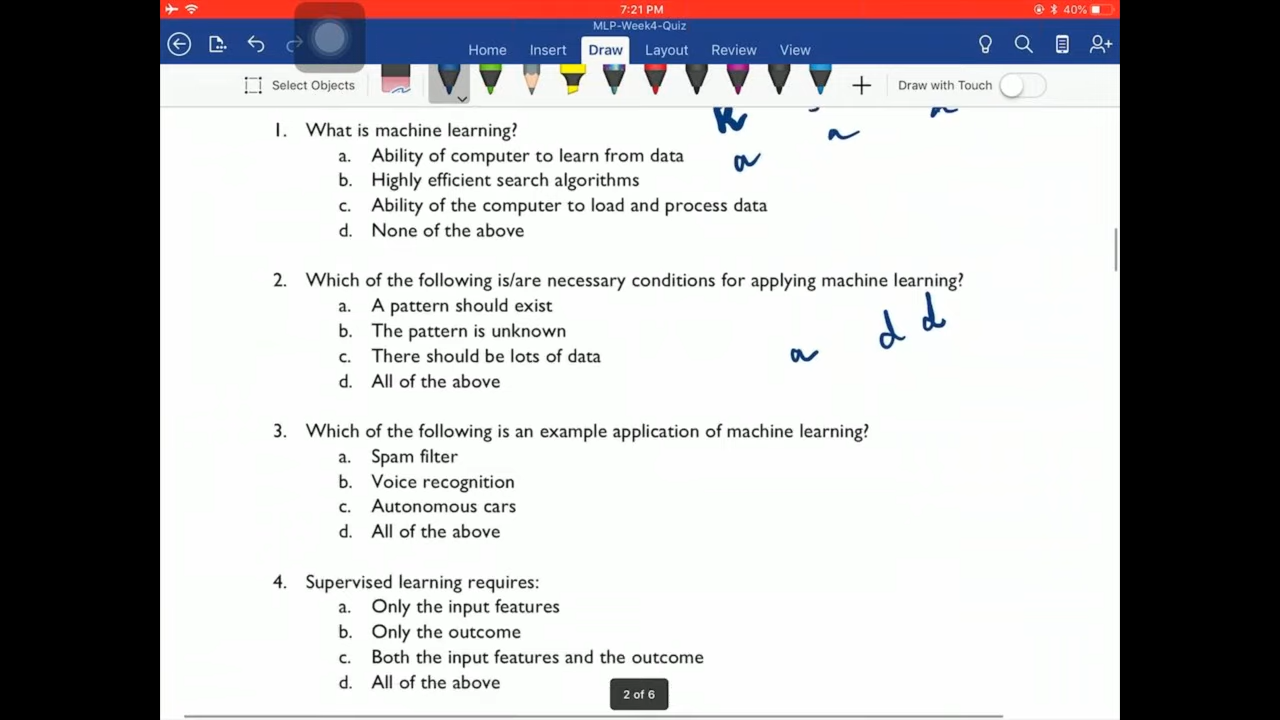 7:21 PM
40%
MLP-Week4-Quiz
Home Insert Draw Layout Review View
Select Objects
Draw with Touch
1. What is machine learning?
a. Ability of computer to learn from data
a
a
b. Highly efficient search algorithms
c. Ability of the computer to load and process data
d. None of the above
2. Which of the following is/are necessary conditions for applying machine learning?
a. A pattern should exist
b. The pattern is unknown
d d
c. There should be lots of data
a
d. All of the above
3. Which of the following is an example application of machine learning?
a. Spam filter
b. Voice recognition
c. Autonomous cars
d. All of the above
4. Supervised learning requires:
a. Only the input features
b. Only the outcome
c. Both the input features and the outcome
d. All of the above
2 of 6